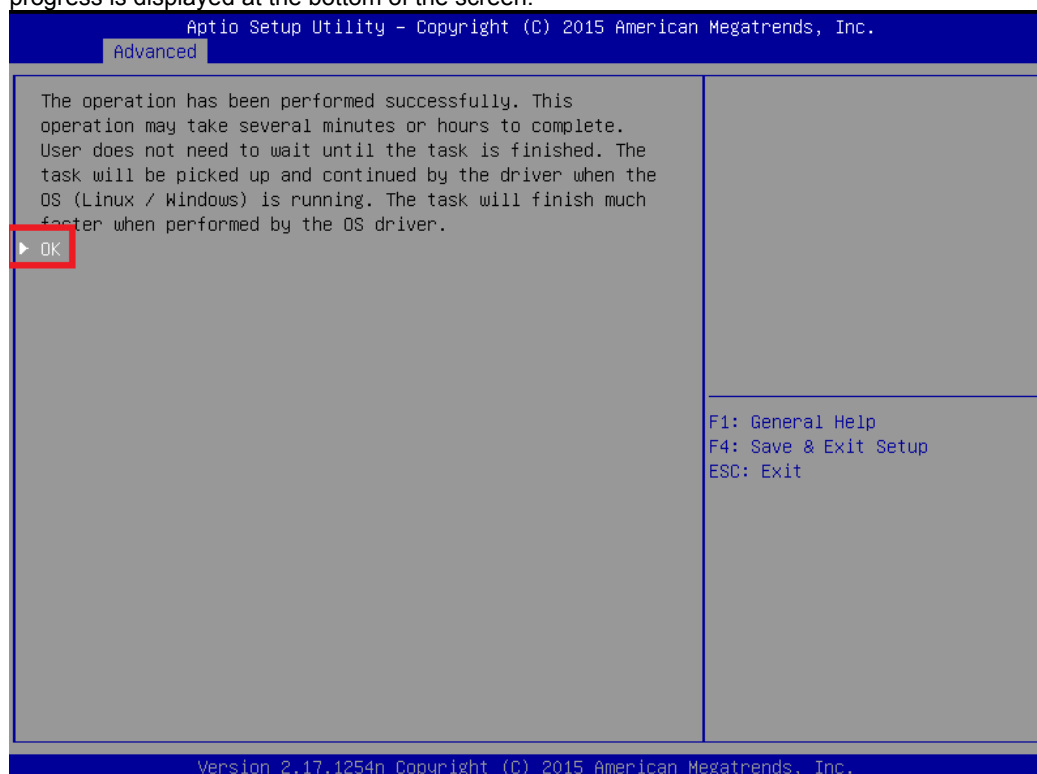 progress is displayed at the bottom of the screen.
Aptio Setup Utility – Copyright (C) 2015 American Megatrends, Inc.
Advanced
The operation has been performed successfully. This
operation may take several minutes or hours to complete.
User does not need to wait until the task is finished. The
task will be picked up and continued by the driver when the
OS (Linux / Windows) is running. The task will finish much
faster when performed by the OS driver.
OK
F1: General Help
F4: Save & Exit Setup
ESC: Exit
Version 2.17.1254n Copyright (C) 2015 American Megatrends, Inc.